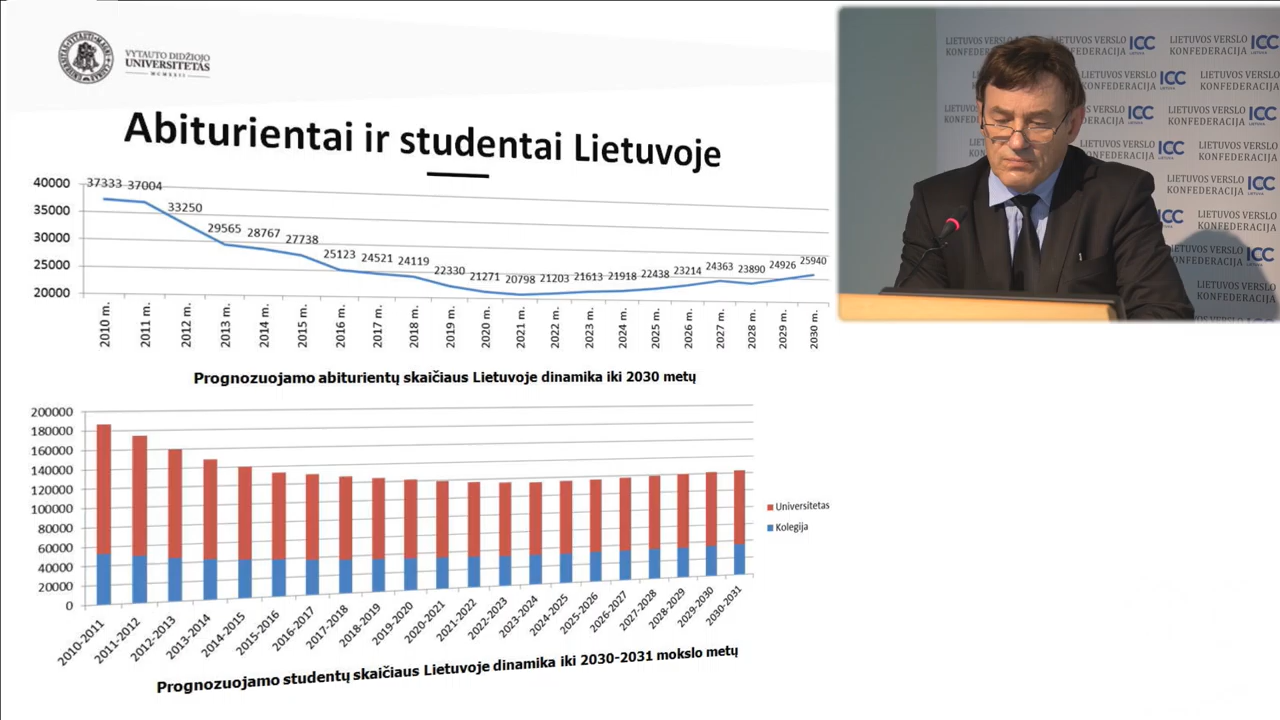 VYTAUTO DIDŽIOJO
UNIVERSITETAS
MCMXXII
Abiturientai ir studentai Lietuvoje
40000
35000
30000
25000
20000
37333 37004 33250 29565 28767 27738 25123 24521 24119 22330 21271 20798 21203 21613 21918 22438 23214 24363 23890 24926 25940
2010 m. 2011 m. 2012 m. 2013 m. 2014 m. 2015 m. 2016 m. 2017 m. 2018 m. 2019 m. 2020 m. 2021 m. 2022 m. 2023 m. 2024 m. 2025 m. 2026 m. 2027 m. 2028 m. 2029 m. 2030 m.
Prognozuojamo abiturientų skaičiaus Lietuvoje dinamika iki 2030 metų
200000
180000
160000
140000
120000
100000
80000
60000
40000
20000
0
Universitetas
Kolegija
2010-2011 2011-2012 2012-2013 2013-2014 2014-2015 2015-2016 2016-2017 2017-2018 2018-2019 2019-2020 2020-2021 2021-2022 2022-2023 2023-2024 2024-2025 2025-2026 2026-2027 2027-2028 2028-2029 2029-2030 2030-2031
Prognozuojamo studentų skaičiaus Lietuvoje dinamika iki 2030-2031 mokslo metų
LIETUVOS VERSLO KONFEDERACIJA ICC LIETUVA
LIETUVOS VERSLO KONFEDERACIJA ICC